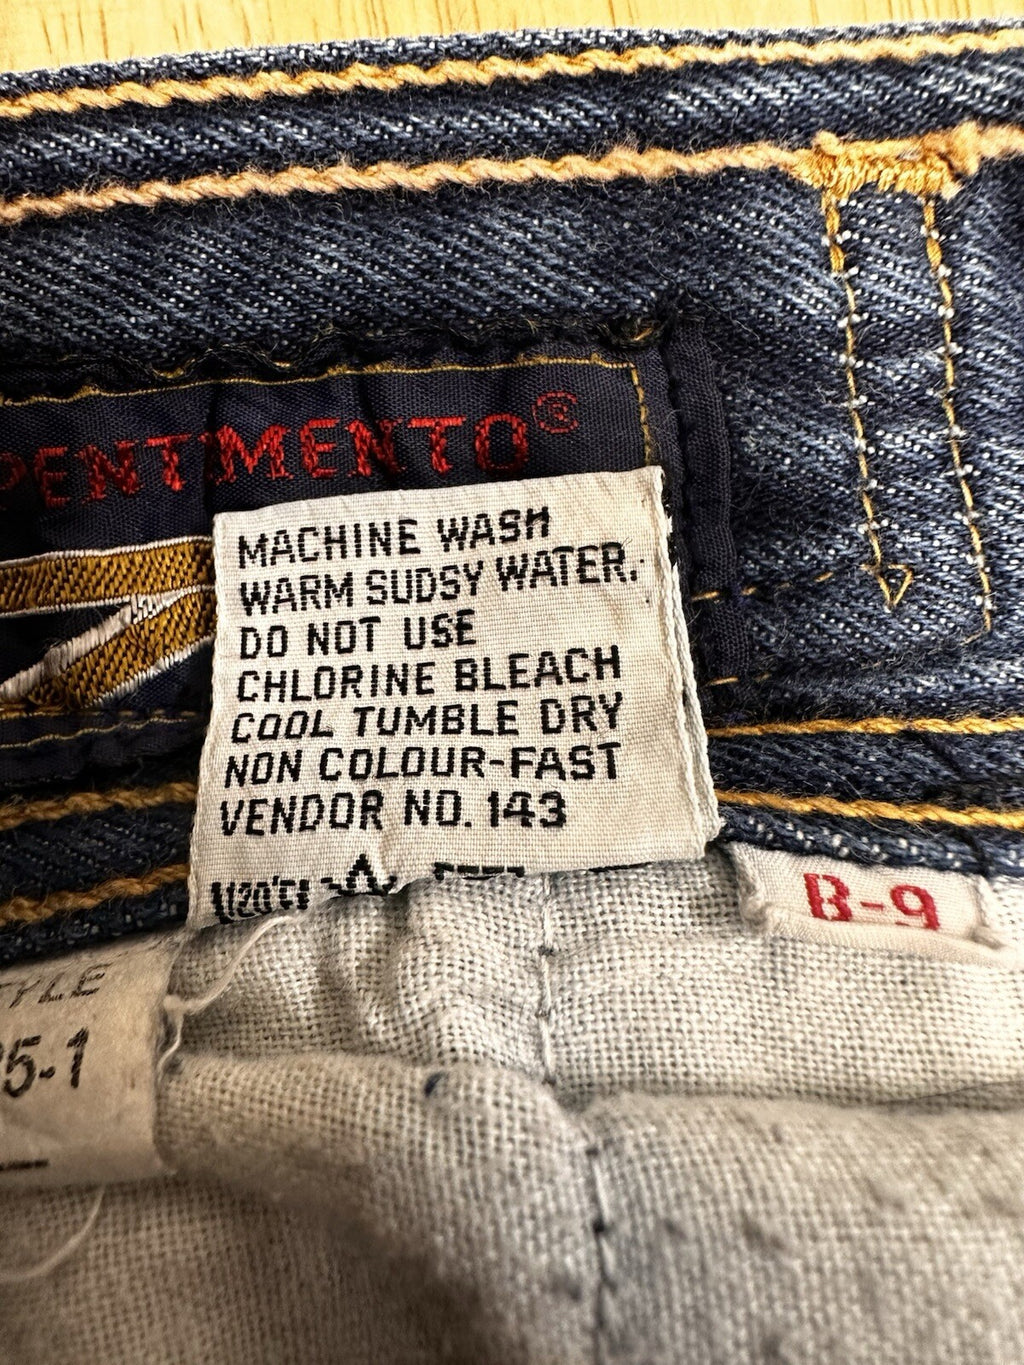 PENTIMENTO®
MACHINE WASH
WARM SUDSY WATER,
DO NOT USE
CHLORINE BLEACH
COOL TUMBLE DRY
NON COLOUR-FAST
VENDOR NO. 143
B-9
5-1